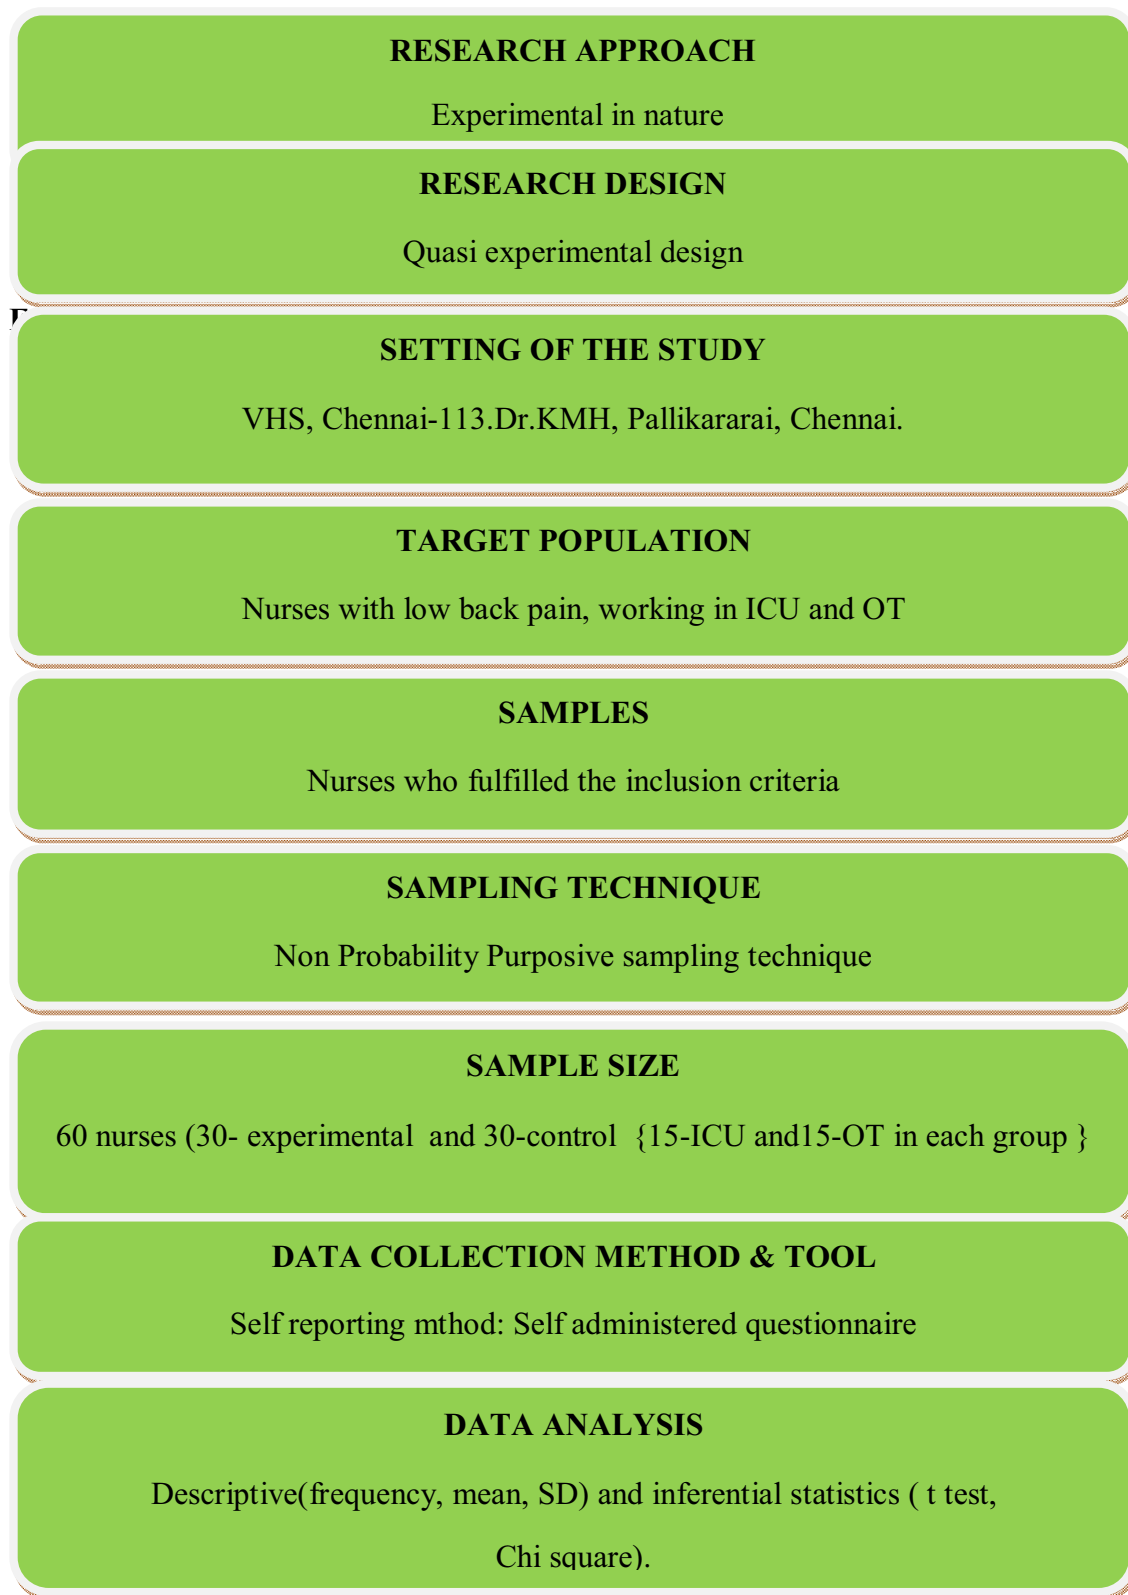 RESEARCH APPROACH
Experimental in nature
RESEARCH DESIGN
Quasi experimental design
SETTING OF THE STUDY
VHS, Chennai-113.Dr.KMH, Pallikararai, Chennai.
TARGET POPULATION
Nurses with low back pain, working in ICU and OT
SAMPLES
Nurses who fulfilled the inclusion criteria
SAMPLING TECHNIQUE
Non Probability Purposive sampling technique
SAMPLE SIZE
60 nurses (30- experimental and 30-control {15-ICU and15-OT in each group }
DATA COLLECTION METHOD & TOOL
Self reporting mthod: Self administered questionnaire
DATA ANALYSIS
Descriptive(frequency, mean, SD) and inferential statistics ( t test,
Chi square).